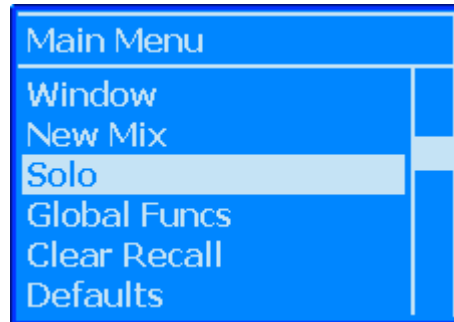 Main Menu
Window
New Mix
Solo
Global Funcs
Clear Recall
Defaults